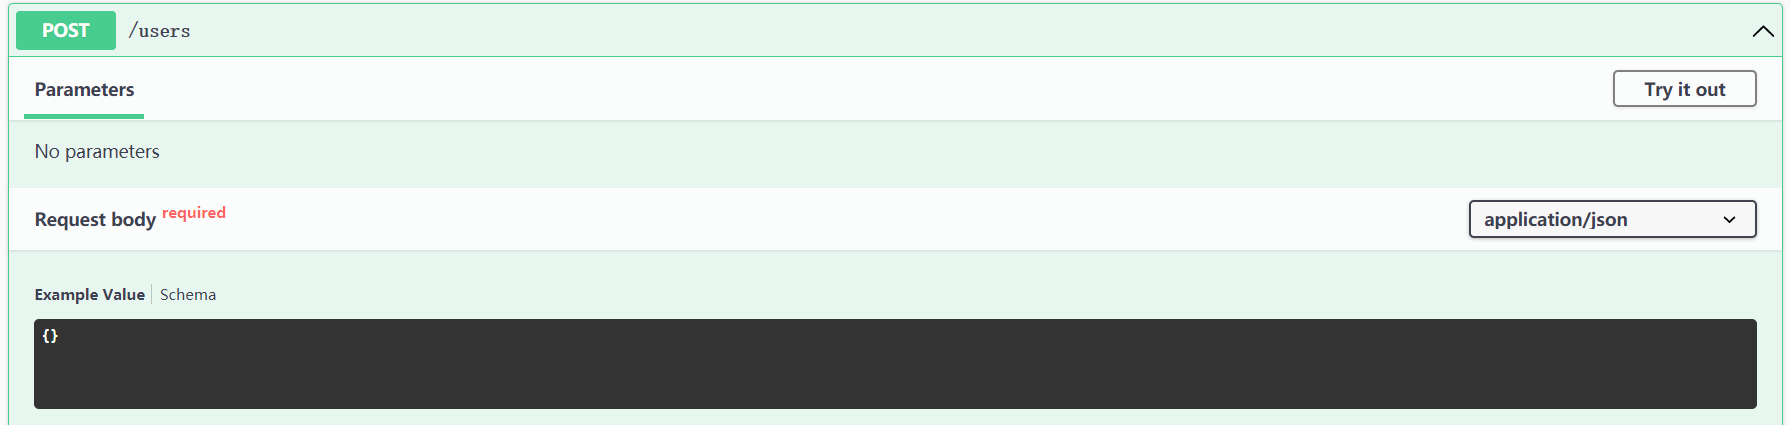 POST /users
Parameters
Try it out
No parameters
Request body required
application/json
Example Value Schema
{}